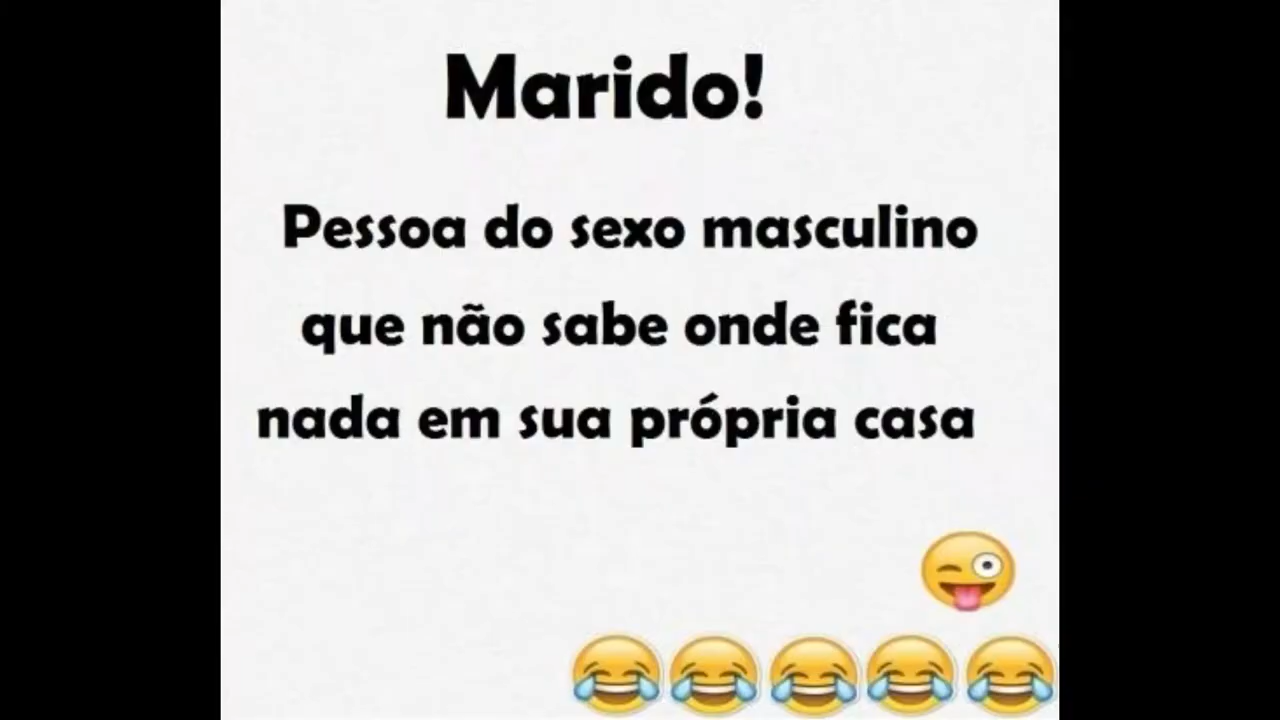 Marido!
Pessoa do sexo masculino
que não sabe onde fica
nada em sua própria casa